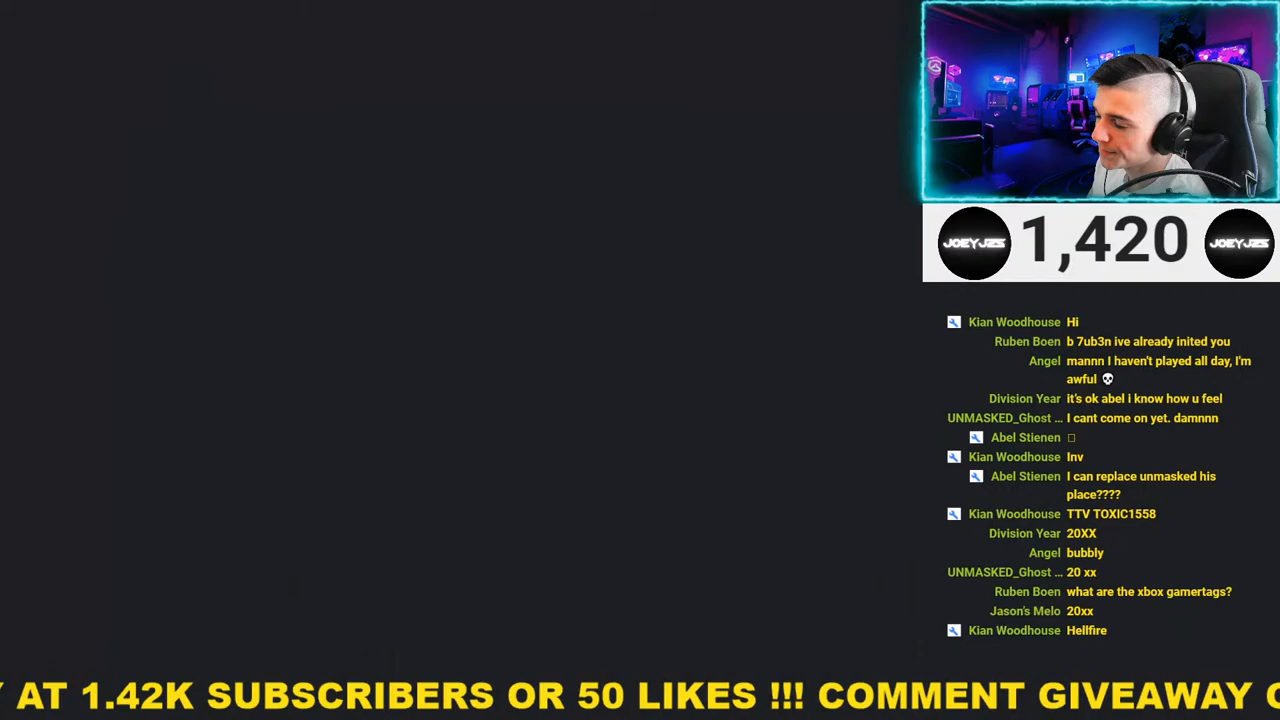 JOEYJZS 1,420 JOEYJZS
Kian Woodhouse Hi
Ruben Boen b 7ub3n ive already inited you
Angel mannn I haven't played all day, I'm
awful 💀
Division Year it's ok abel i know how u feel
UNMASKED_Ghost ... I cant come on yet. damnnn
Abel Stienen
Kian Woodhouse Inv
Abel Stienen I can replace unmasked his
place????
Kian Woodhouse TTV TOXIC1558
Division Year 20XX
Angel bubbly
UNMASKED_Ghost ... 20 xx
Ruben Boen what are the xbox gamertags?
Jason's Melo 20xx
Kian Woodhouse Hellfire
AT 1.42K SUBSCRIBERS OR 50 LIKES !!! COMMENT GIVEAWAY